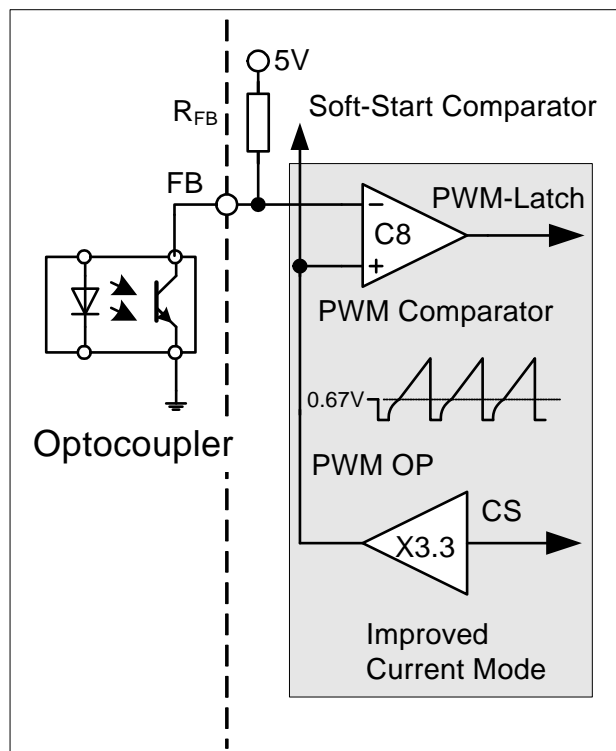 5V
R_FB
Soft-Start Comparator
FB
PWM-Latch
−
C8
+
PWM Comparator
0.67V
Optocoupler
PWM OP
CS
X3.3
Improved
Current Mode